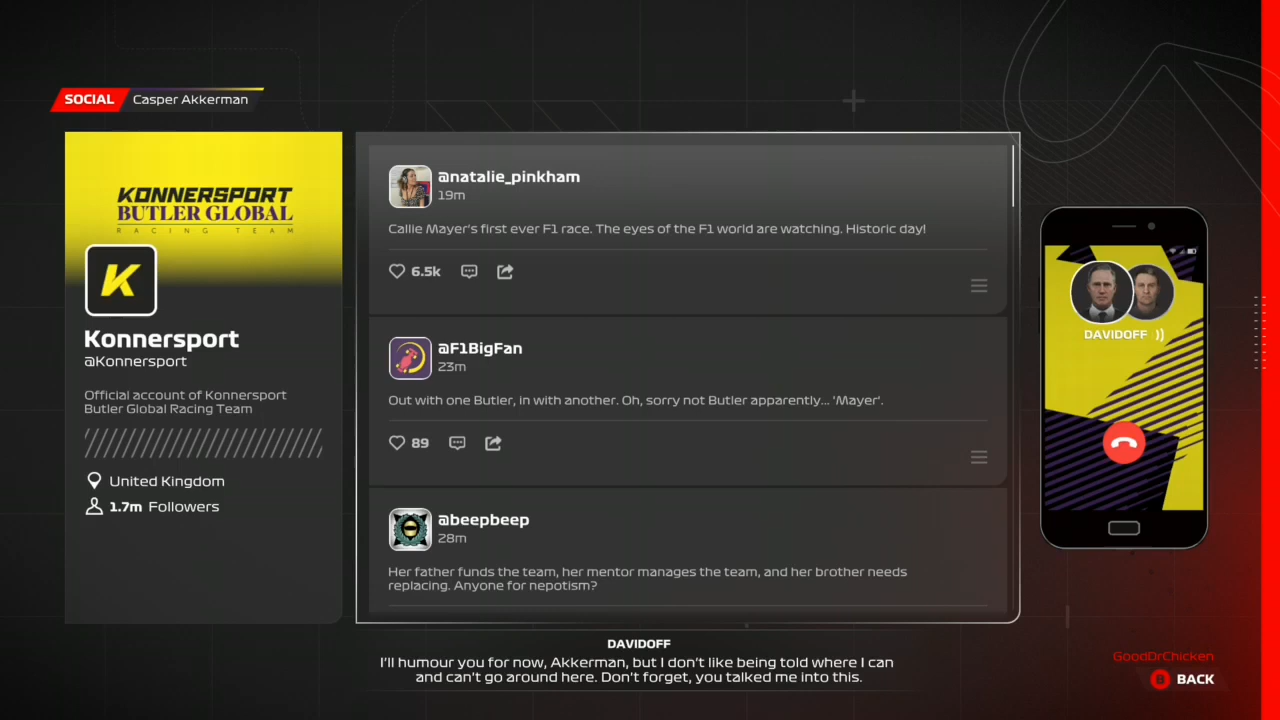 SOCIAL Casper Akkerman
KONNERSPORT
BUTLER GLOBAL
RACING TEAM
K
Konnersport
@Konnersport
Official account of Konnersport
Butler Global Racing Team
United Kingdom
1.7m Followers
@natalie_pinkham
19m
Callie Mayer's first ever F1 race. The eyes of the F1 world are watching. Historic day!
6.5k
@F1BigFan
23m
Out with one Butler, in with another. Oh, sorry not Butler apparently... 'Mayer'.
89
@beepbeep
28m
Her father funds the team, her mentor manages the team, and her brother needs
replacing. Anyone for nepotism?
DAVIDOFF
DAVIDOFF
I'll humour you for now, Akkerman, but I don't like being told where I can
and can't go around here. Don't forget, you talked me into this.
GoodDrChicken
B BACK